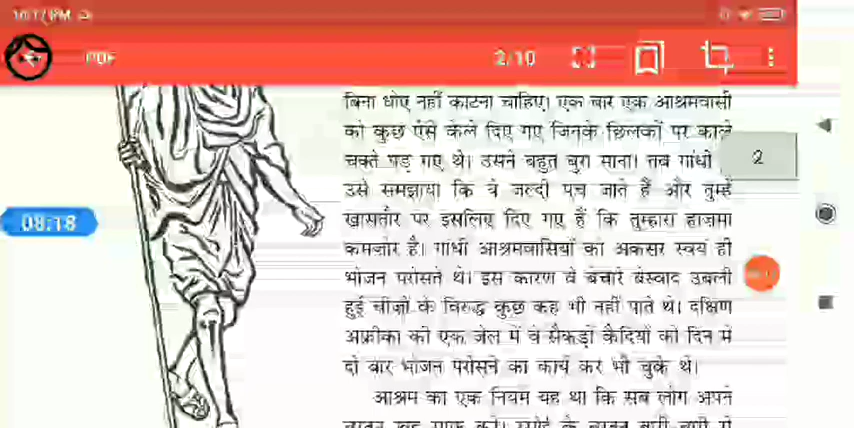 PDF
2/10
बिना धोए नहीं काटना चाहिए। एक बार एक आश्रमवासी
को कुछ ऐसे केले दिए गए जिनके छिलकों पर काले
चकत्ते पड़ गए थे। उसने बहुत बुरा माना। तब गांधी
2
उसे समझाया कि ये जल्दी पच जाते हैं और तुम्हें
08:18
खासतौर पर इसलिए दिए गए हैं कि तुम्हारा हाजमा
कमज़ोर है। गांधी आश्रमवासियों को अकसर स्वयं ही
भोजन परोसते थे। इस कारण वे बेचारे बेस्वाद उबली
हुई चीज़ों के विरुद्ध कुछ कह भी नहीं पाते थे। दक्षिण
अफ़्रीका की एक जेल में वे सैकड़ों कैदियों को दिन में
दो बार भोजन परोसने का कार्य कर भी चुके थे।
आश्रम का एक नियम यह था कि सब लोग अपने